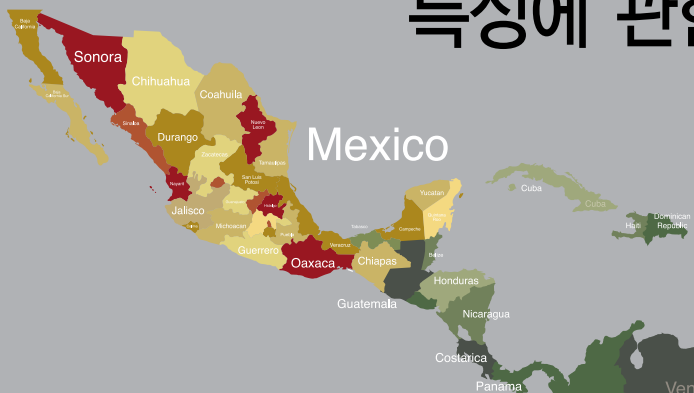 특징에 관한
Baja
California
Sonora
Chihuahua
Coahuila
Sinaloa
Nuevo
Leon
Durango
Zacatecas
Tamaulipas
San Luis
Potosi
Nayarit
Mexico
Jalisco
Michoacan
Guerrero
Puebla
Veracruz
Oaxaca
Tabasco
Chiapas
Campeche
Yucatan
Cuba
Cuba
Haiti
Dominican
Republic
Belize
Guatemala
Honduras
Nicaragua
Costarica
Panama
Ven